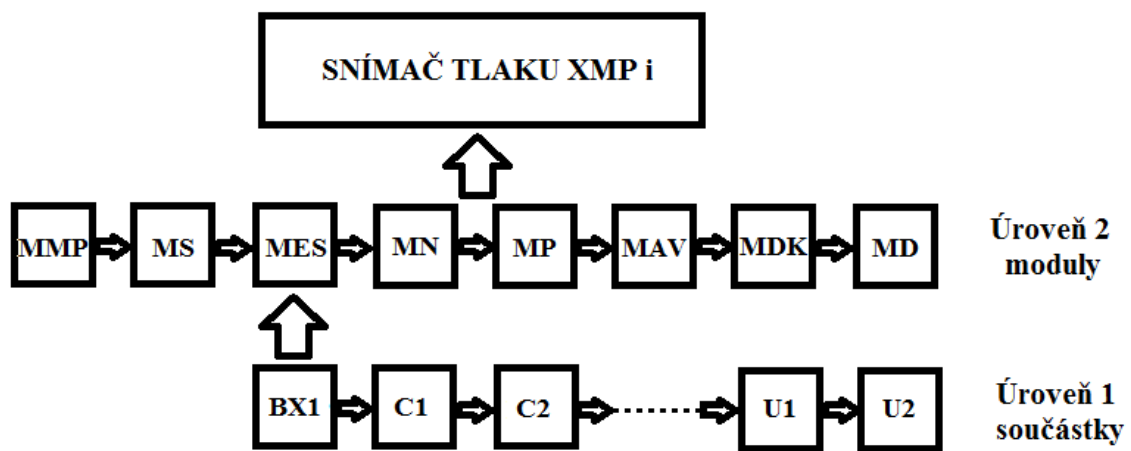 SNÍMAČ TLAKU XMP i
MMP MS MES MN MP MAV MDK MD
Úroveň 2
moduly
BX1 C1 C2 U1 U2
Úroveň 1
součástky